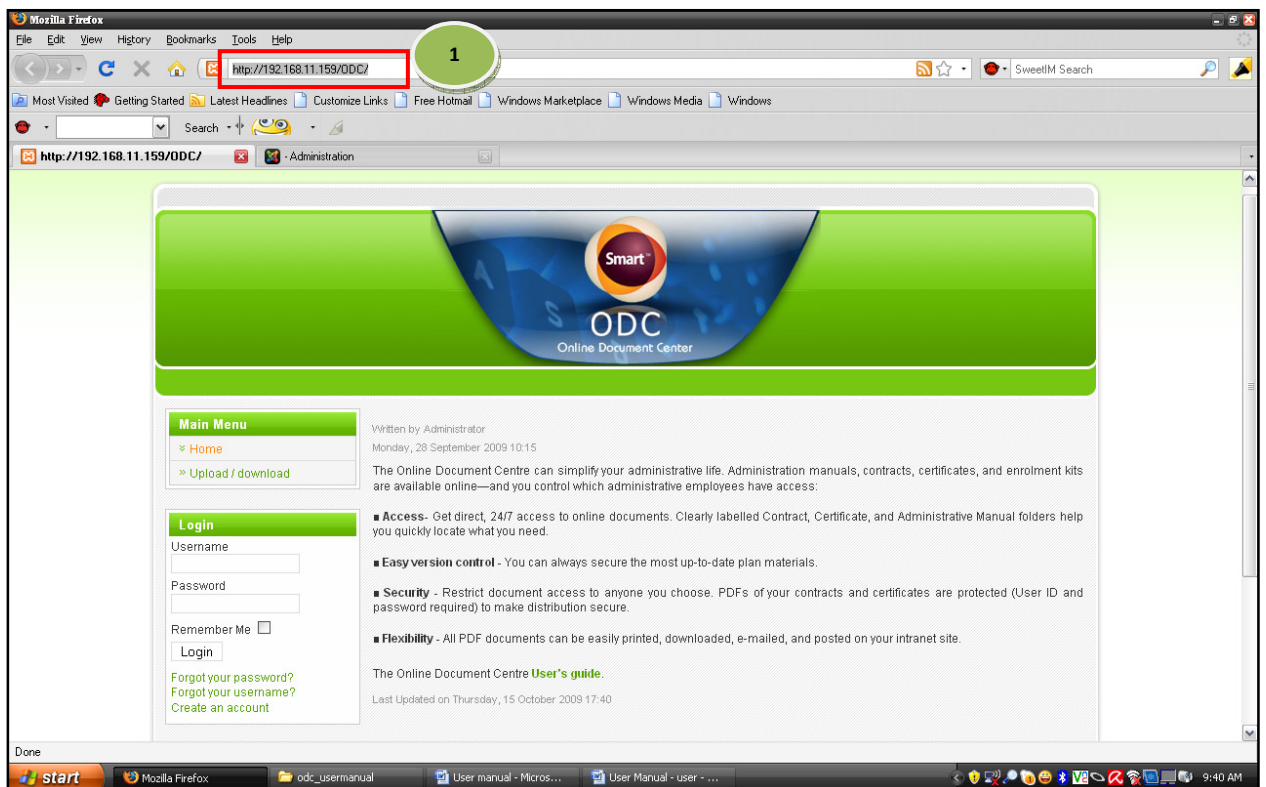 Mozilla Firefox
File Edit View History Bookmarks Tools Help
http://192.168.11.159/ODC/
1
SweetIM Search
Most Visited Getting Started Latest Headlines Customize Links Free Hotmail Windows Marketplace Windows Media Windows
Search
http://192.168.11.159/ODC/ - Administration
Smart™
ODC
Online Document Center
Main Menu
Home
Upload / download
Login
Username
Password
Remember Me
Login
Forgot your password?
Forgot your username?
Create an account
Written by Administrator
Monday, 28 September 2009 10:15
The Online Document Centre can simplify your administrative life. Administration manuals, contracts, certificates, and enrolment kits
are available online—and you control which administrative employees have access:
■ Access- Get direct, 24/7 access to online documents. Clearly labelled Contract, Certificate, and Administrative Manual folders help
you quickly locate what you need.
■ Easy version control - You can always secure the most up-to-date plan materials.
■ Security - Restrict document access to anyone you choose. PDFs of your contracts and certificates are protected (User ID and
password required) to make distribution secure.
■ Flexibility - All PDF documents can be easily printed, downloaded, e-mailed, and posted on your intranet site.
The Online Document Centre User's guide.
Last Updated on Thursday, 15 October 2009 17:40
Done
start Mozilla Firefox odc_usermanual User manual - Micros... User Manual - user - ... 9:40 AM